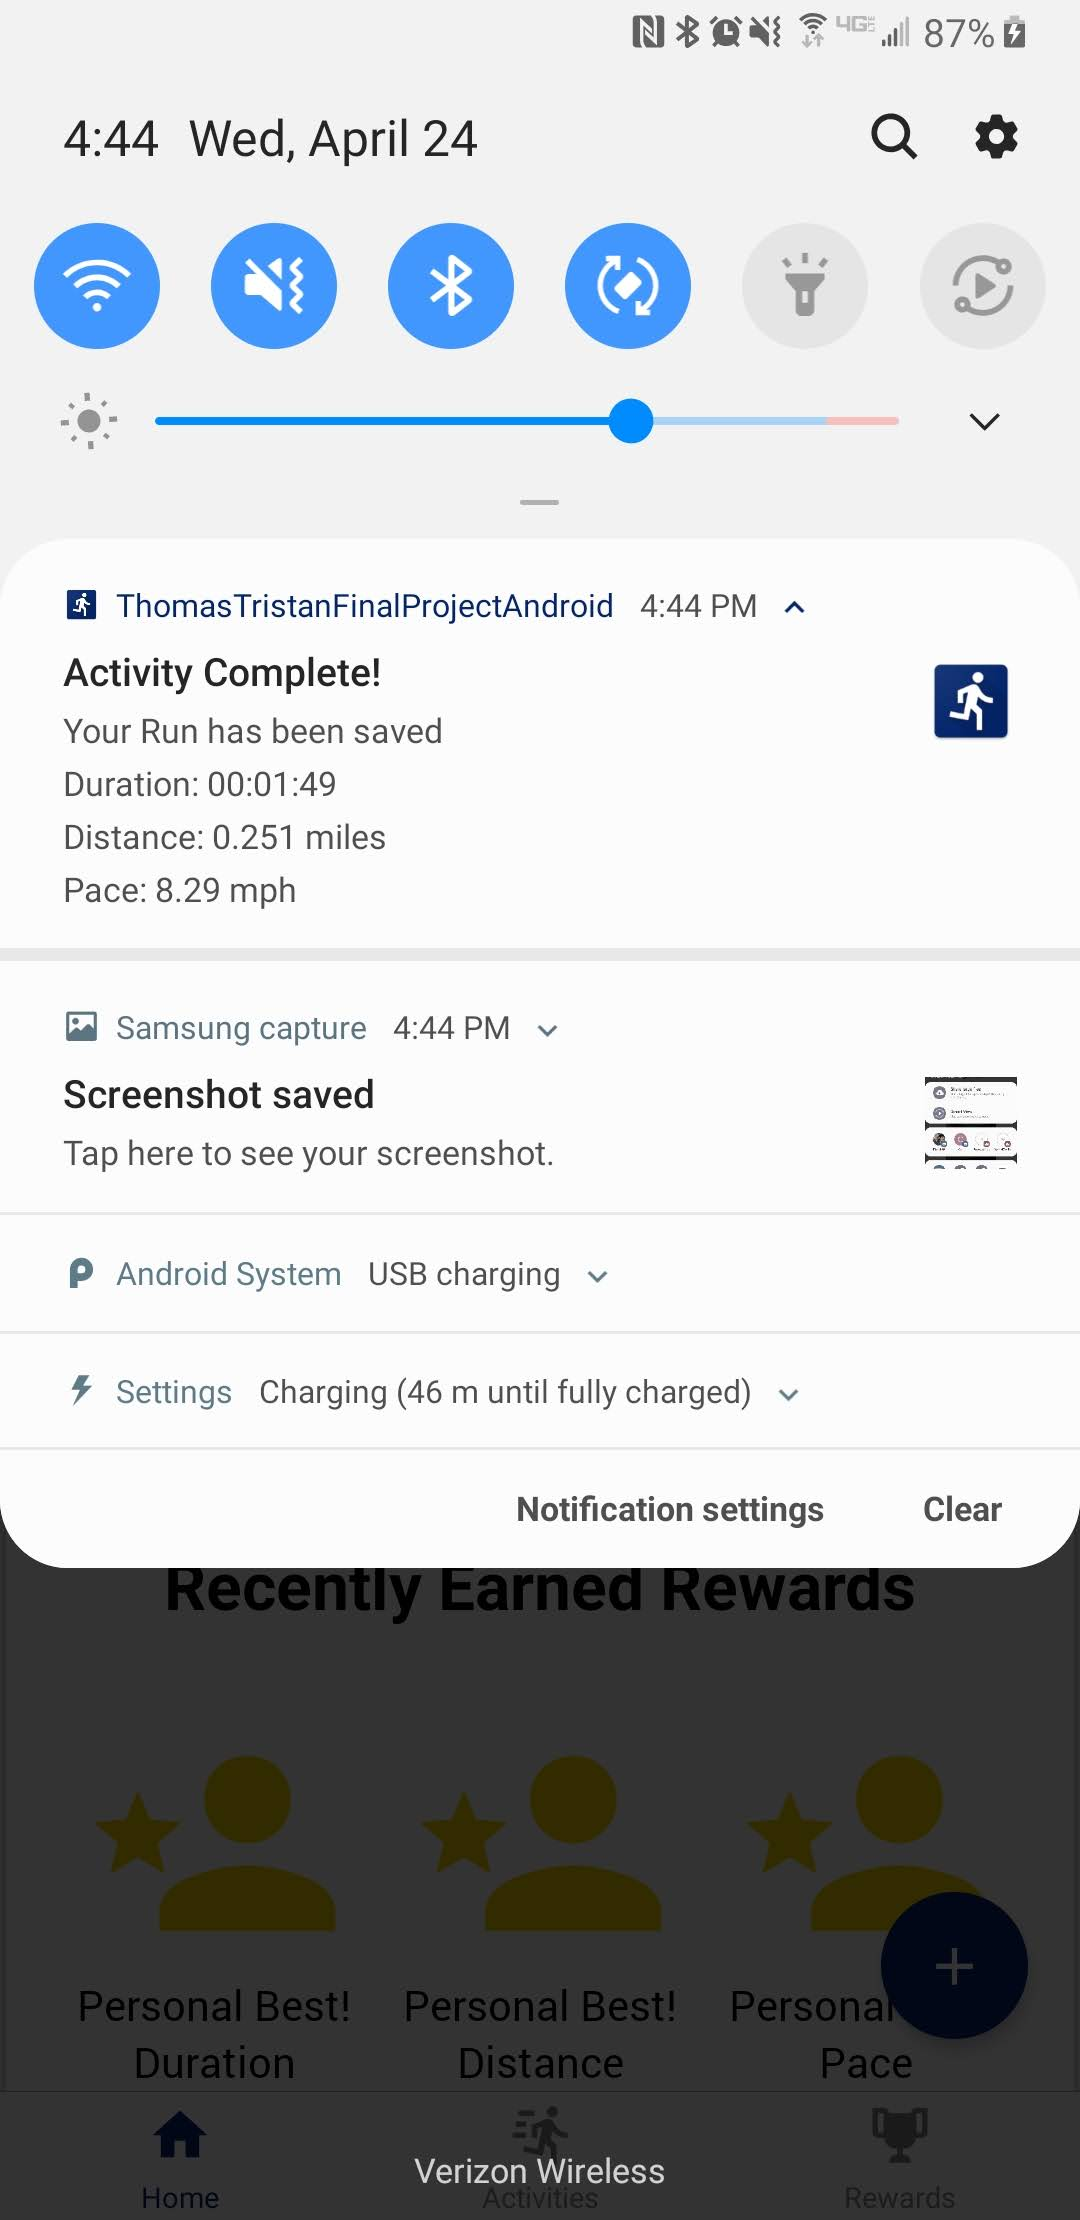 87%
4:44 Wed, April 24
ThomasTristanFinalProjectAndroid 4:44 PM
Activity Complete!
Your Run has been saved
Duration: 00:01:49
Distance: 0.251 miles
Pace: 8.29 mph
Samsung capture 4:44 PM
Screenshot saved
Tap here to see your screenshot.
Android System USB charging
Settings Charging (46 m until fully charged)
Notification settings Clear
Recently Earned Rewards
Personal Best! Personal Best! Personal
Duration Distance Pace
Verizon Wireless
Home Activities Rewards